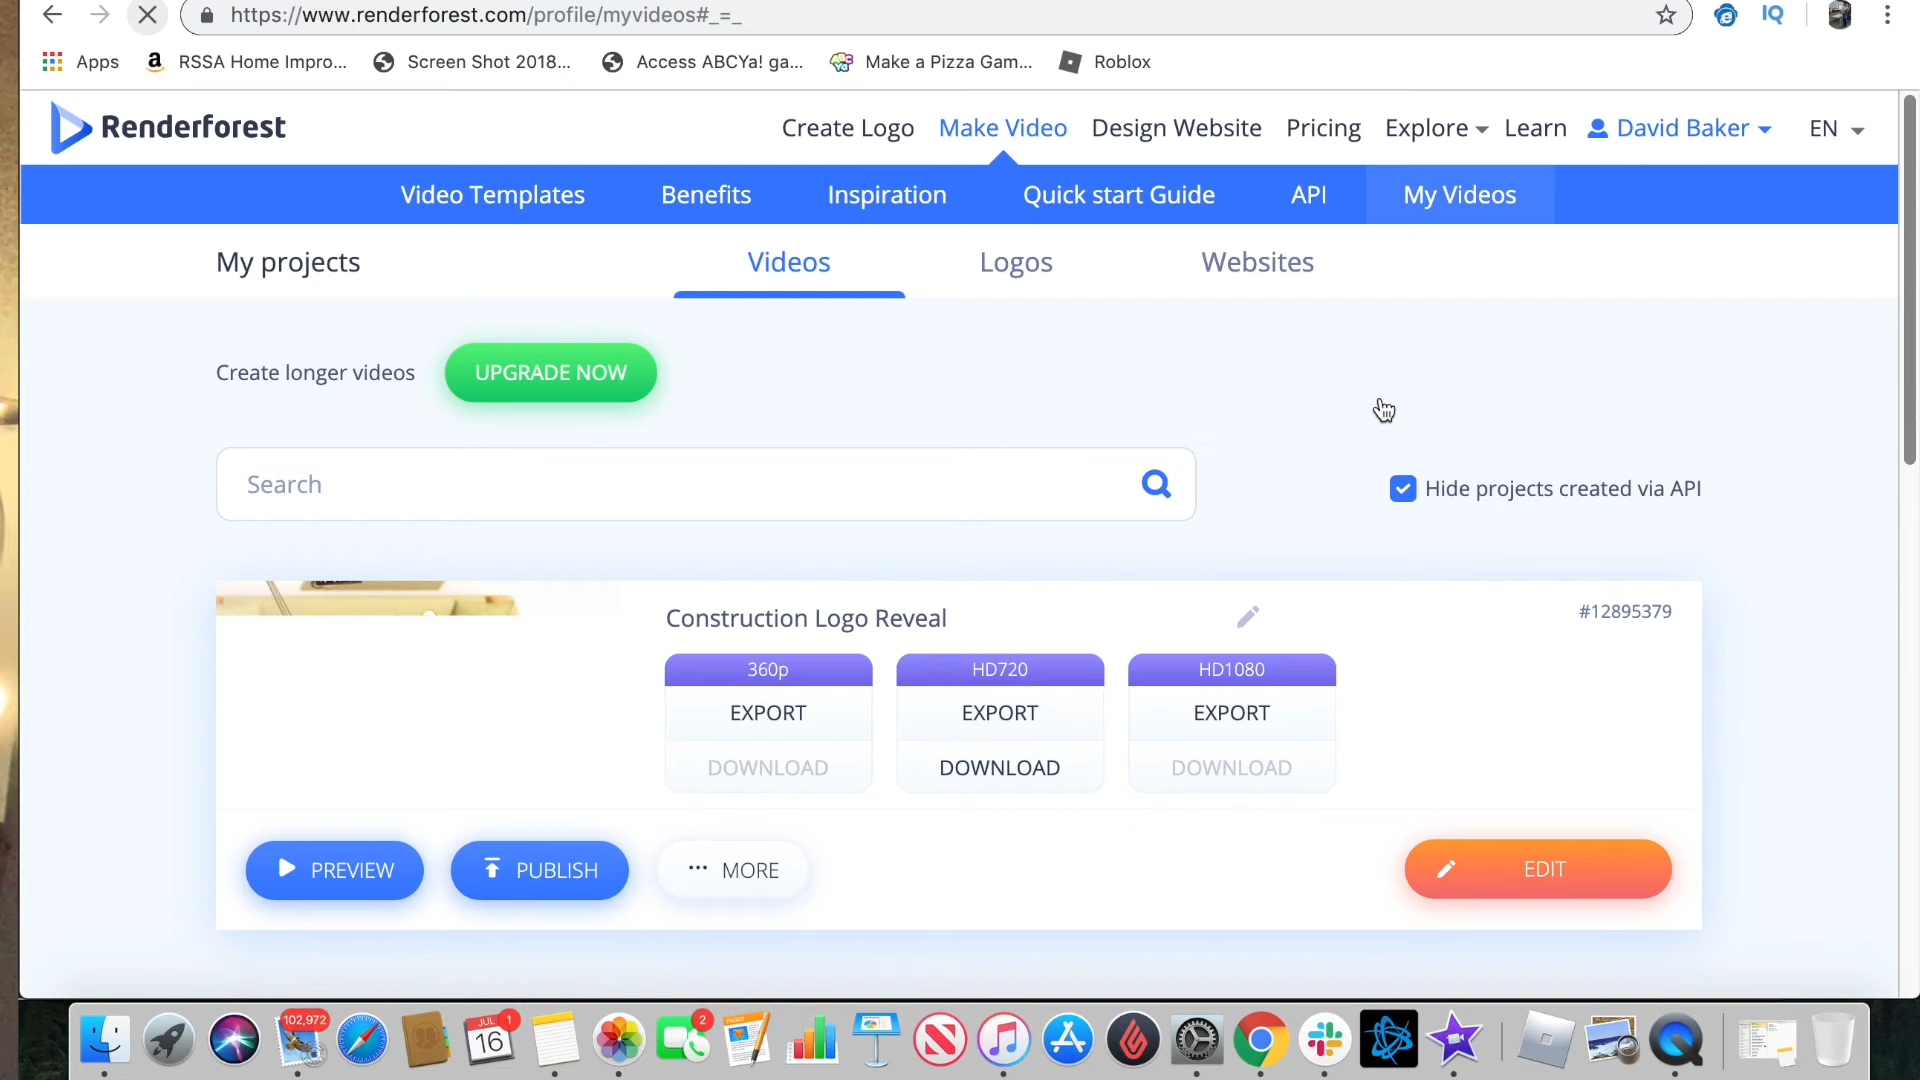 https://www.renderforest.com/profile/myvideos#_=_
Apps RSSA Home Impro... Screen Shot 2018... Access ABCYa! ga... Make a Pizza Gam... Roblox
Renderforest
Create Logo Make Video Design Website Pricing Explore Learn David Baker EN
Video Templates Benefits Inspiration Quick start Guide API My Videos
My projects Videos Logos Websites
Create longer videos UPGRADE NOW
Search
Hide projects created via API
Construction Logo Reveal #12895379
360p HD720 HD1080
EXPORT EXPORT EXPORT
DOWNLOAD DOWNLOAD DOWNLOAD
PREVIEW PUBLISH MORE EDIT
102,972 JUL 1 2 PAGES
16